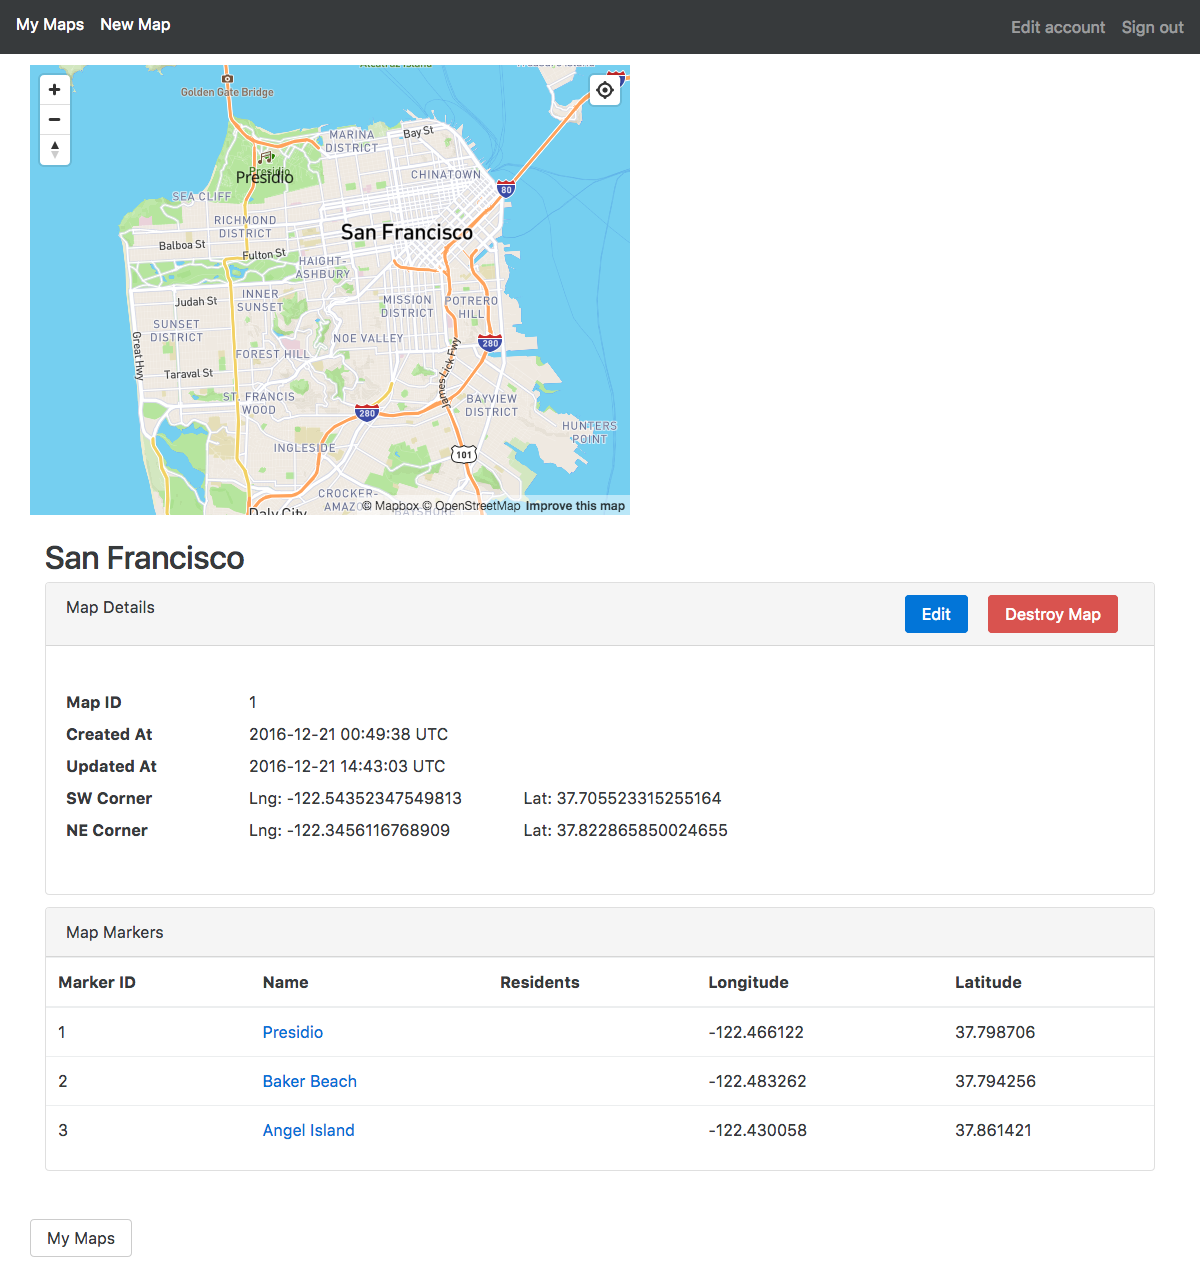 My Maps New Map Edit account Sign out
Golden Gate Bridge
MARINA
DISTRICT
Bay St
Presidio
Presidio
CHINATOWN
80
SEA CLIFF
RICHMOND
DISTRICT
San Francisco
Balboa St
Fulton St
HAIGHT-
ASHBURY
INNER
SUNSET
Judah St
MISSION
DISTRICT
POTRERO
HILL
SUNSET
DISTRICT
Great Hwy
NOE VALLEY
280
FOREST HILL
James Lick Fwy
Taraval St
ST. FRANCIS
WOOD
280
BAYVIEW
DISTRICT
HUNTERS
POINT
INGLESIDE
101
CROCKER-
AMAZ
Daly City
© Mapbox © OpenStreetMap Improve this map
San Francisco
Map Details Edit Destroy Map
Map ID 1
Created At 2016-12-21 00:49:38 UTC
Updated At 2016-12-21 14:43:03 UTC
SW Corner Lng: -122.54352347549813 Lat: 37.705523315255164
NE Corner Lng: -122.3456116768909 Lat: 37.822865850024655
Map Markers
Marker ID Name Residents Longitude Latitude
1 Presidio -122.466122 37.798706
2 Baker Beach -122.483262 37.794256
3 Angel Island -122.430058 37.861421
My Maps